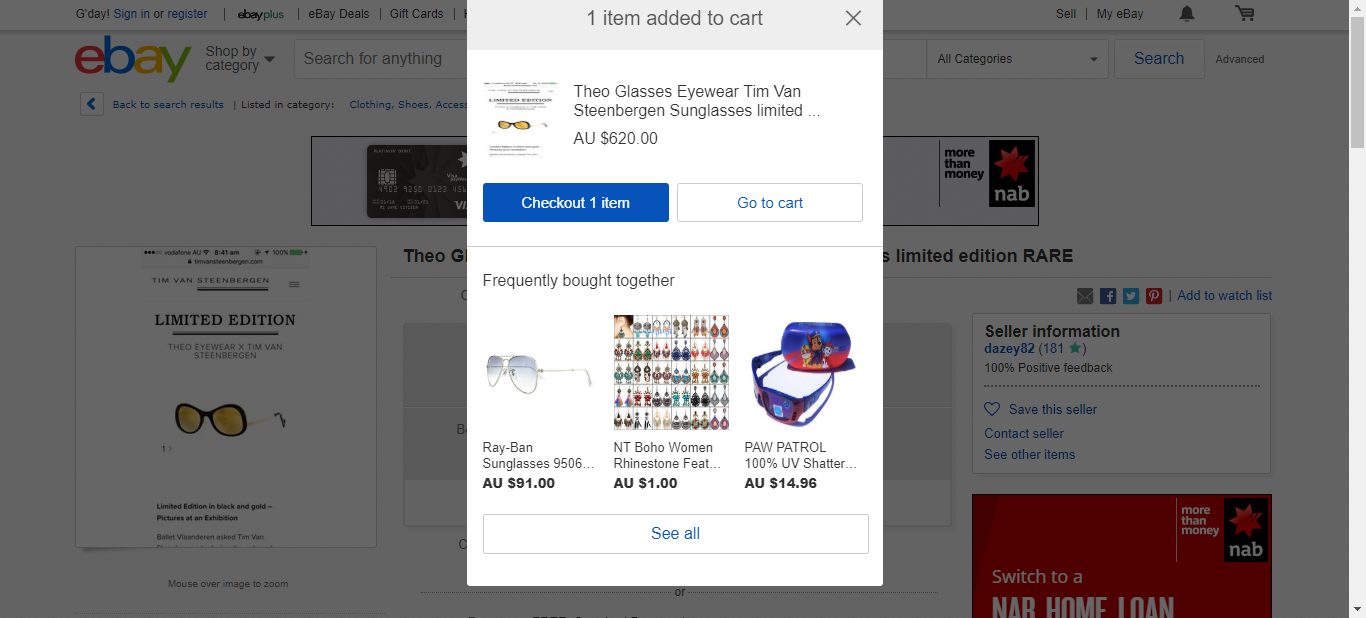 G'day! Sign in or register
ebayplus
eBay Deals
Gift Cards
Sell
My eBay
ebay
Shop by
category
Search for anything
All Categories
Search
Advanced
Back to search results
Listed in category:
Clothing, Shoes, Access
1 item added to cart
Theo Glasses Eyewear Tim Van
Steenbergen Sunglasses limited ...
AU $620.00
Checkout 1 item
Go to cart
Frequently bought together
Ray-Ban
Sunglasses 9506...
AU $91.00
NT Boho Women
Rhinestone Feat...
AU $1.00
PAW PATROL
100% UV Shatter...
AU $14.96
See all
or
PLATINUM DEBIT
VISA
more
than
money
nab
vodafone AU
8:41 am
100%
timvansteenbergen.com
TIM VAN STEENBERGEN
LIMITED EDITION
THEO EYEWEAR X TIM VAN
STEENBERGEN
1 >
Limited Edition in black and gold –
Pictures at an Exhibition
Ballet Vlaanderen asked Tim Van
Mouse over image to zoom
Theo Gl
s limited edition RARE
| Add to watch list
Seller information
dazey82 (181 ★)
100% Positive feedback
Save this seller
Contact seller
See other items
more
than
money
nab
Switch to a
NAB HOME LOAN